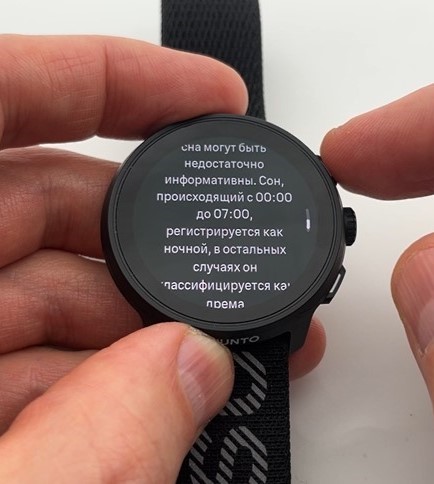 сна могут быть
недостаточно
информативны. Сон,
происходящий с 00:00
до 07:00,
регистрируется как
ночной, в остальных
случаях он
классифицируется как
дрема
SUUNTO